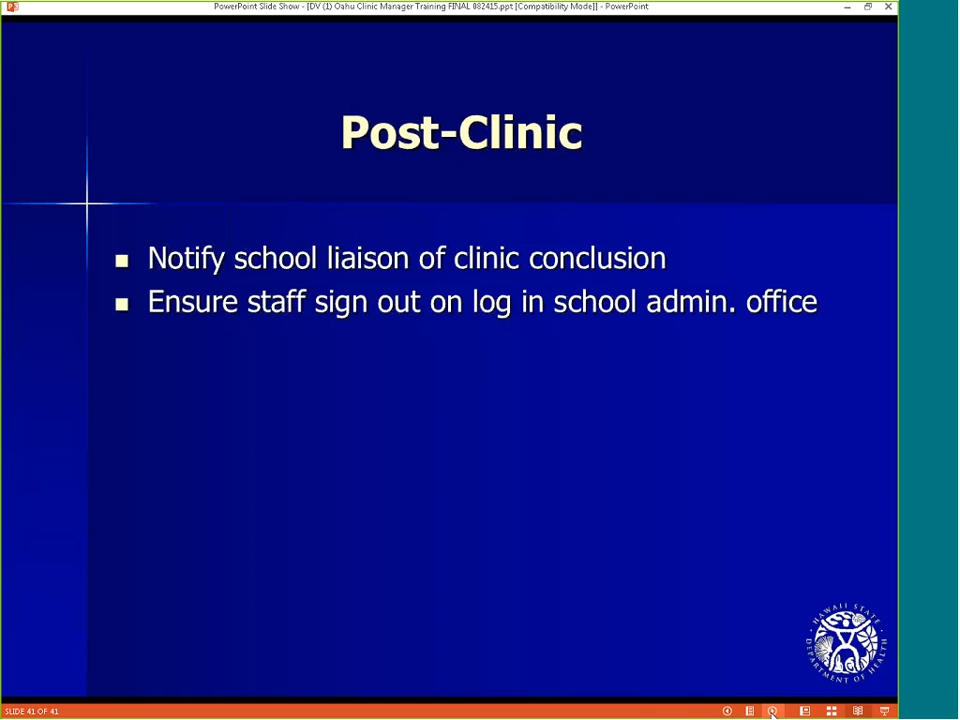 PowerPoint Slide Show - [DV (1) Oahu Clinic Manager Training FINAL 082415.ppt [Compatibility Mode]] - PowerPoint
Post-Clinic
Notify school liaison of clinic conclusion
Ensure staff sign out on log in school admin. office
HAWAII STATE
DEPARTMENT OF HEALTH
SLIDE 41 OF 41